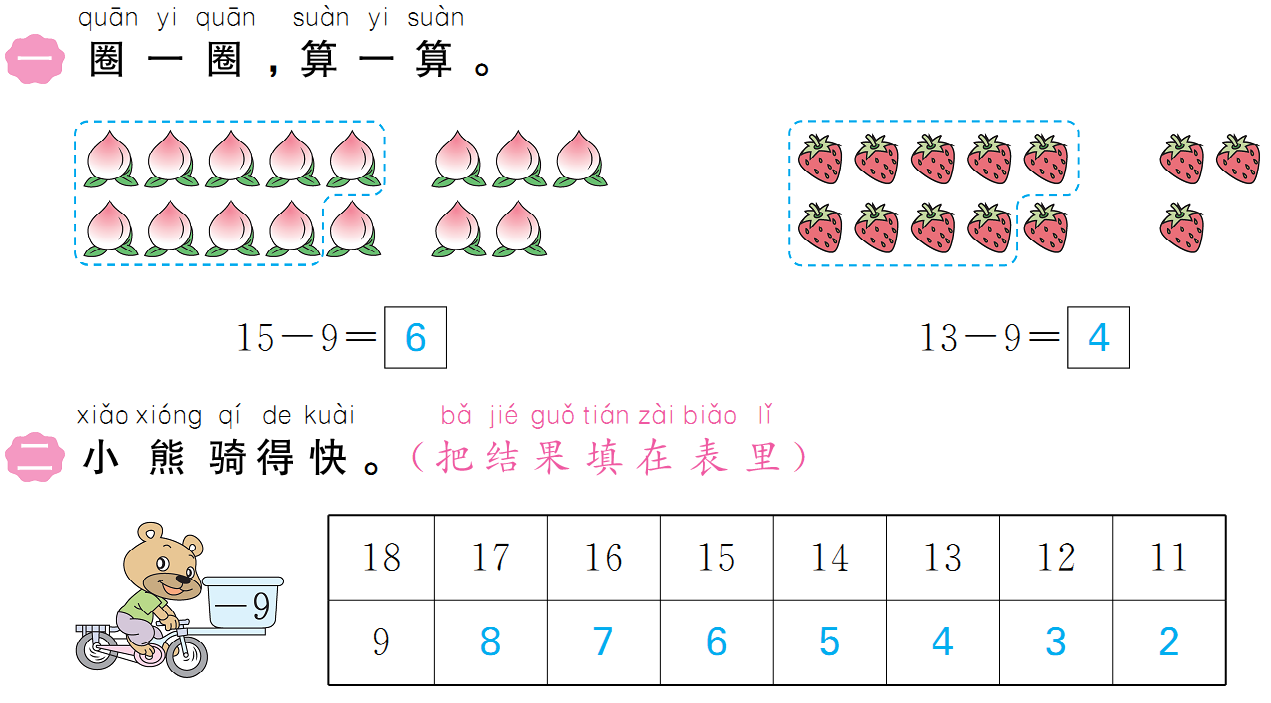 quān yi quān suàn yi suàn
一 圈一圈，算一算。
15－9＝6 13－9＝4
xiǎo xióng qí de kuài bǎ jié guǒ tián zài biǎo lǐ
二 小熊骑得快。（把结果填在表里）
18 17 16 15 14 13 12 11
－9
9 8 7 6 5 4 3 2